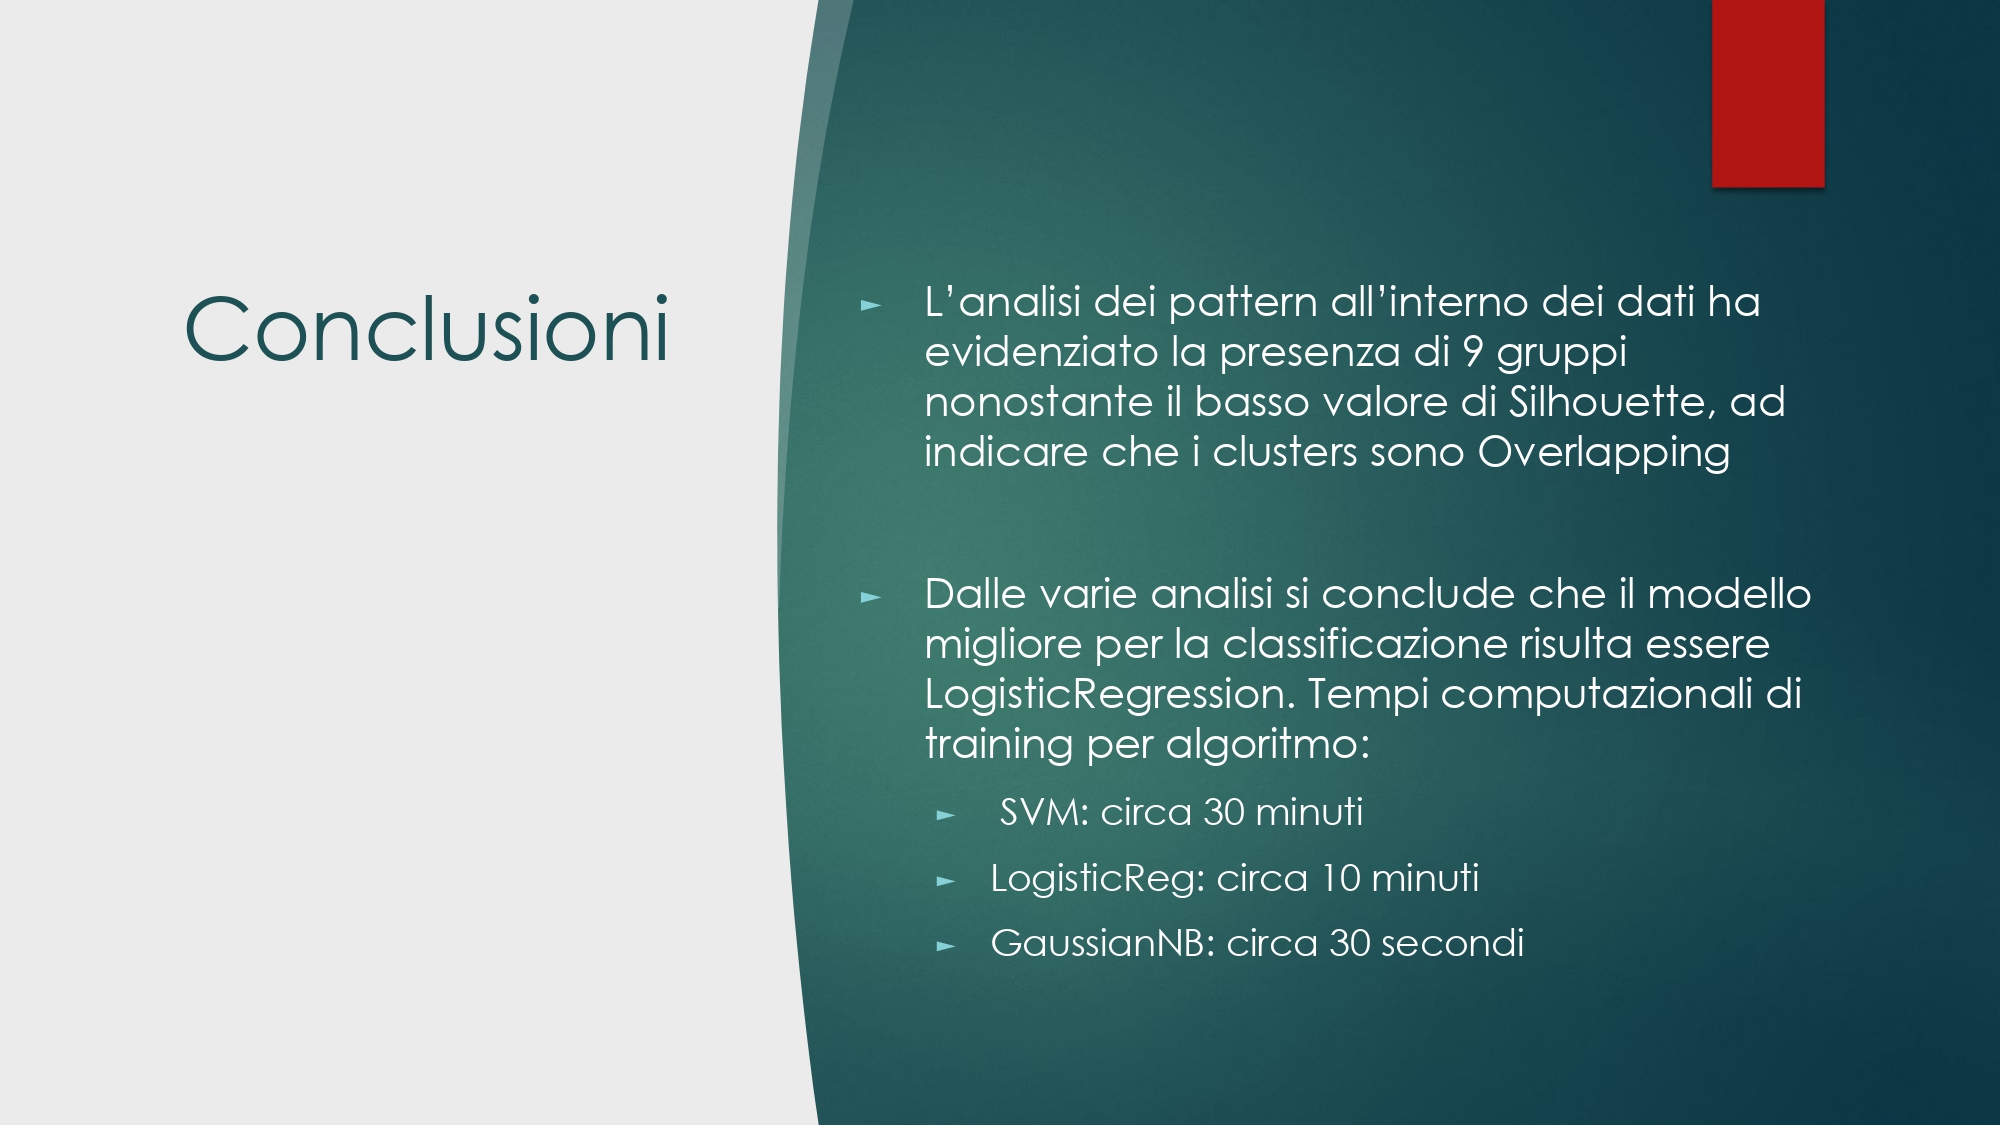 Conclusioni
► L’analisi dei pattern all’interno dei dati ha
evidenziato la presenza di 9 gruppi
nonostante il basso valore di Silhouette, ad
indicare che i clusters sono Overlapping
► Dalle varie analisi si conclude che il modello
migliore per la classificazione risulta essere
LogisticRegression. Tempi computazionali di
training per algoritmo:
► SVM: circa 30 minuti
► LogisticReg: circa 10 minuti
► GaussianNB: circa 30 secondi